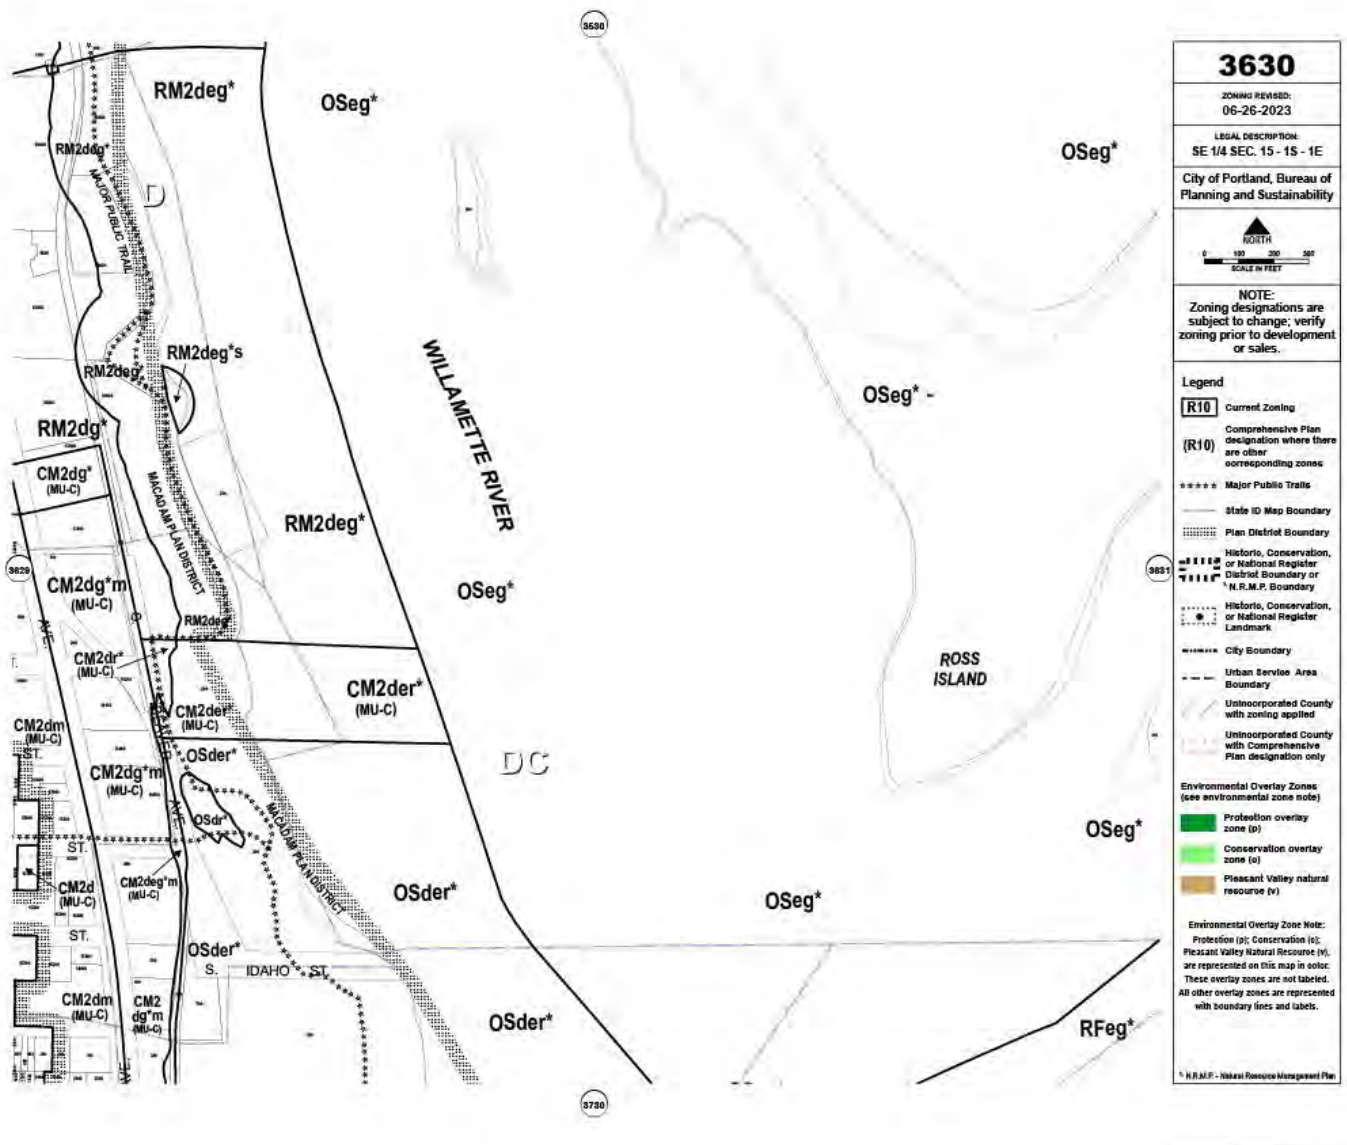 3530
RM2deg*
OSeg*
OSeg*
RM2deg*
MAJOR PUBLIC TRAIL
D
RM2deg*s
RM2deg*
WILLAMETTE RIVER
OSeg*
RM2dg*
CM2dg*
(MU-C)
MACADAM PLAN DISTRICT
RM2deg*
3629
3631
CM2dg*m
(MU-C)
OSeg*
AVE.
RM2deg
CM2dr*
(MU-C)
ROSS
ISLAND
CM2der*
(MU-C)
CM2der*
(MU-C)
CM2dm
(MU-C)
ST.
OSder*
DC
CM2dg*m
(MU-C)
AVE.
OSdr*
MACADAM PLAN DISTRICT
OSeg*
ST.
CM2d
(MU-C)
CM2deg*m
(MU-C)
OSder*
OSeg*
ST.
OSder*
S. IDAHO ST.
CM2dm
(MU-C)
CM2
dg*m
(MU-C)
OSder*
RFeg*
AVE.
3730
3630
ZONING REVISED:
06-26-2023
LEGAL DESCRIPTION:
SE 1/4 SEC. 15 - 1S - 1E
City of Portland, Bureau of
Planning and Sustainability
NORTH
0 100 200 300
SCALE IN FEET
NOTE:
Zoning designations are
subject to change; verify
zoning prior to development
or sales.
Legend
R10 Current Zoning
(R10) Comprehensive Plan
designation where there
are other
corresponding zones
Major Public Trails
State ID Map Boundary
Plan District Boundary
Historic, Conservation,
or National Register
District Boundary or
*N.R.M.P. Boundary
Historic, Conservation,
or National Register
Landmark
City Boundary
Urban Service Area
Boundary
Unincorporated County
with zoning applied
Unincorporated County
with Comprehensive
Plan designation only
Environmental Overlay Zones
(see environmental zone note)
Protection overlay
zone (p)
Conservation overlay
zone (c)
Pleasant Valley natural
resource (v)
Environmental Overlay Zone Note:
Protection (p); Conservation (c);
Pleasant Valley Natural Resource (v),
are represented on this map in color.
These overlay zones are not labeled.
All other overlay zones are represented
with boundary lines and labels.
* N.R.M.P. - Natural Resource Management Plan